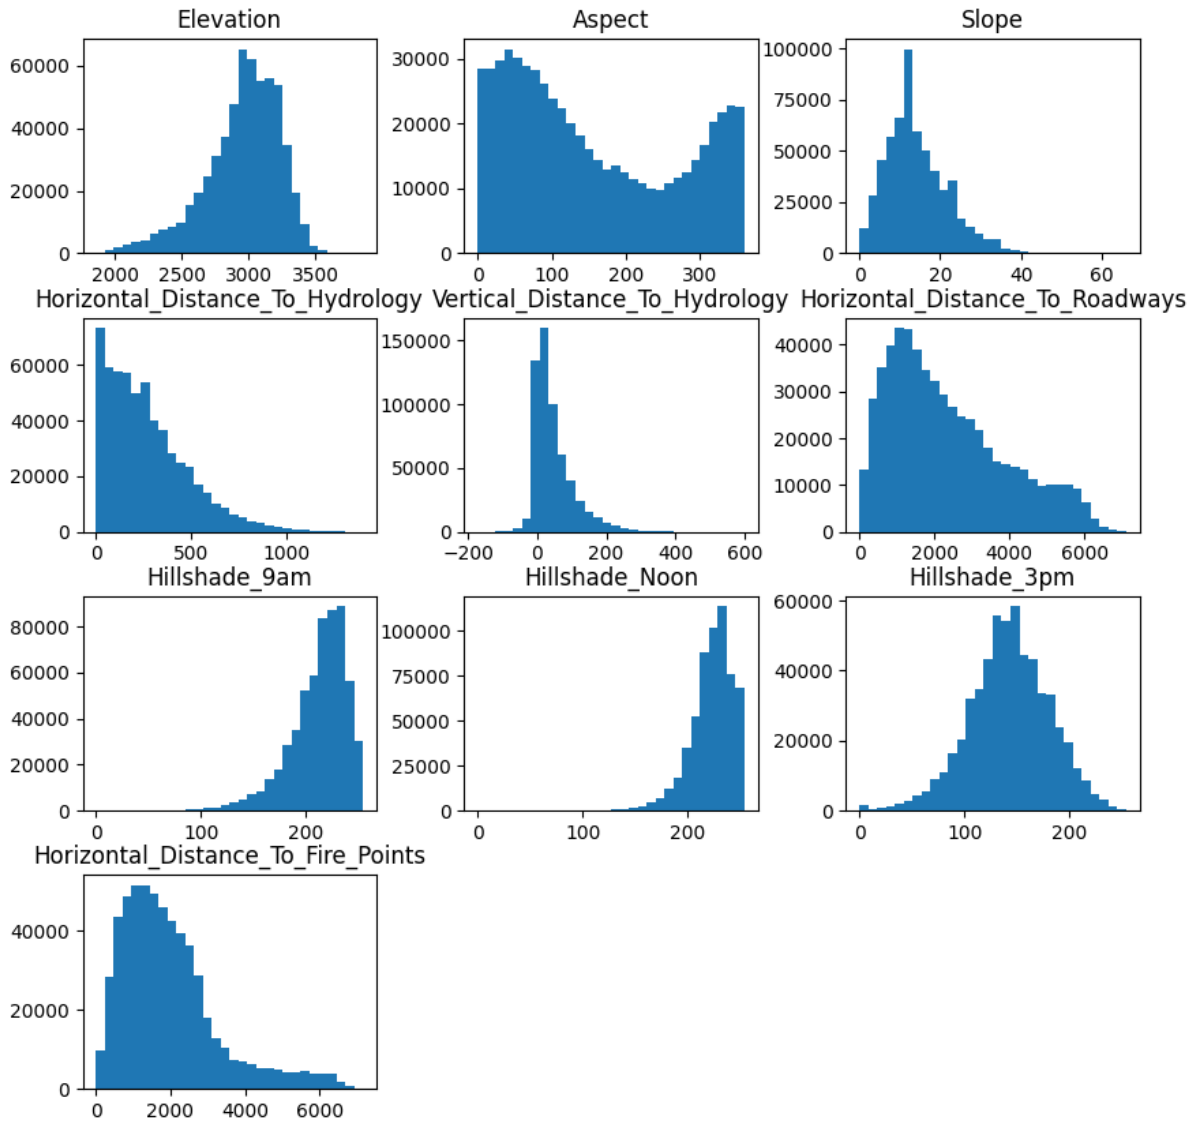 Elevation
Aspect
Slope
60000
40000
20000
0
2000 2500 3000 3500
30000
20000
10000
0
0 100 200 300
100000
75000
50000
25000
0
0 20 40 60
Horizontal_Distance_To_Hydrology
Vertical_Distance_To_Hydrology
Horizontal_Distance_To_Roadways
60000
40000
20000
0
0 500 1000
150000
100000
50000
0
−200 0 200 400 600
40000
30000
20000
10000
0
0 2000 4000 6000
Hillshade_9am
Hillshade_Noon
Hillshade_3pm
80000
60000
40000
20000
0
0 100 200
100000
75000
50000
25000
0
0 100 200
60000
40000
20000
0
0 100 200
Horizontal_Distance_To_Fire_Points
40000
20000
0
0 2000 4000 6000